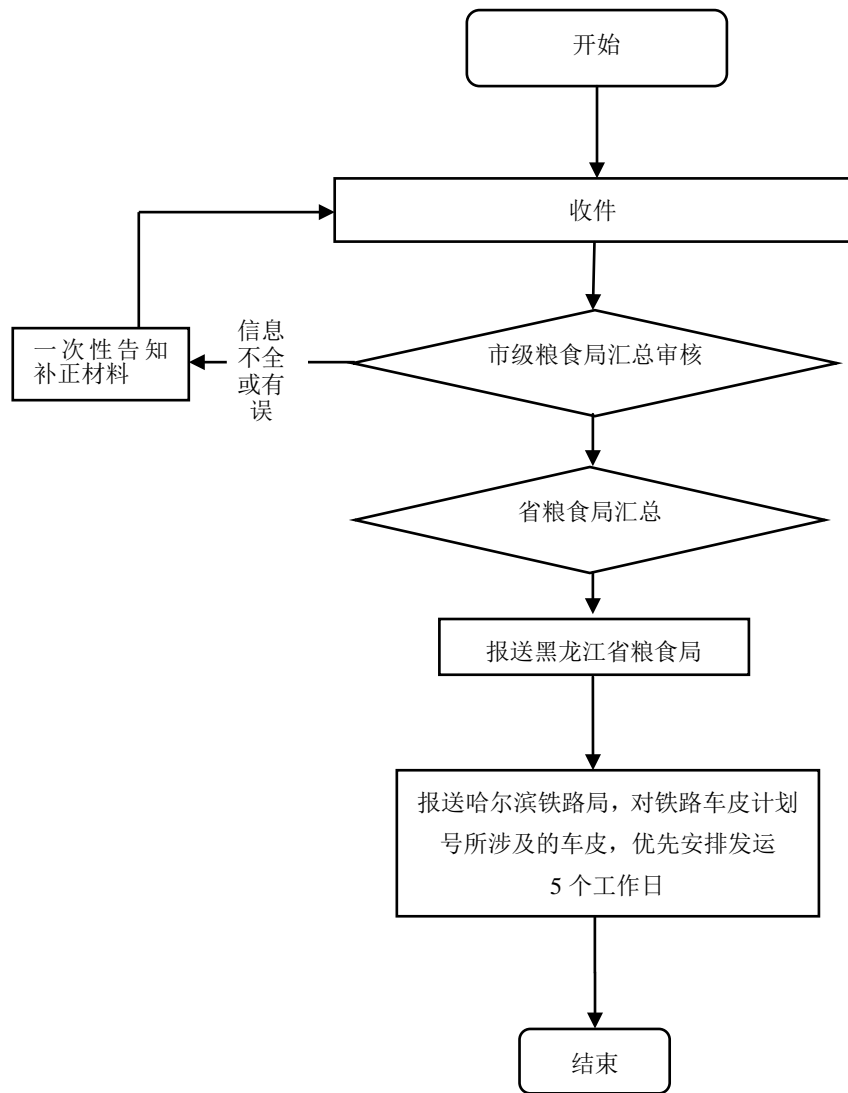 开始
收件
市级粮食局汇总审核
信息
不全
或有
误
一次性告知
补正材料
省粮食局汇总
报送黑龙江省粮食局
报送哈尔滨铁路局，对铁路车皮计划
号所涉及的车皮，优先安排发运
5 个工作日
结束